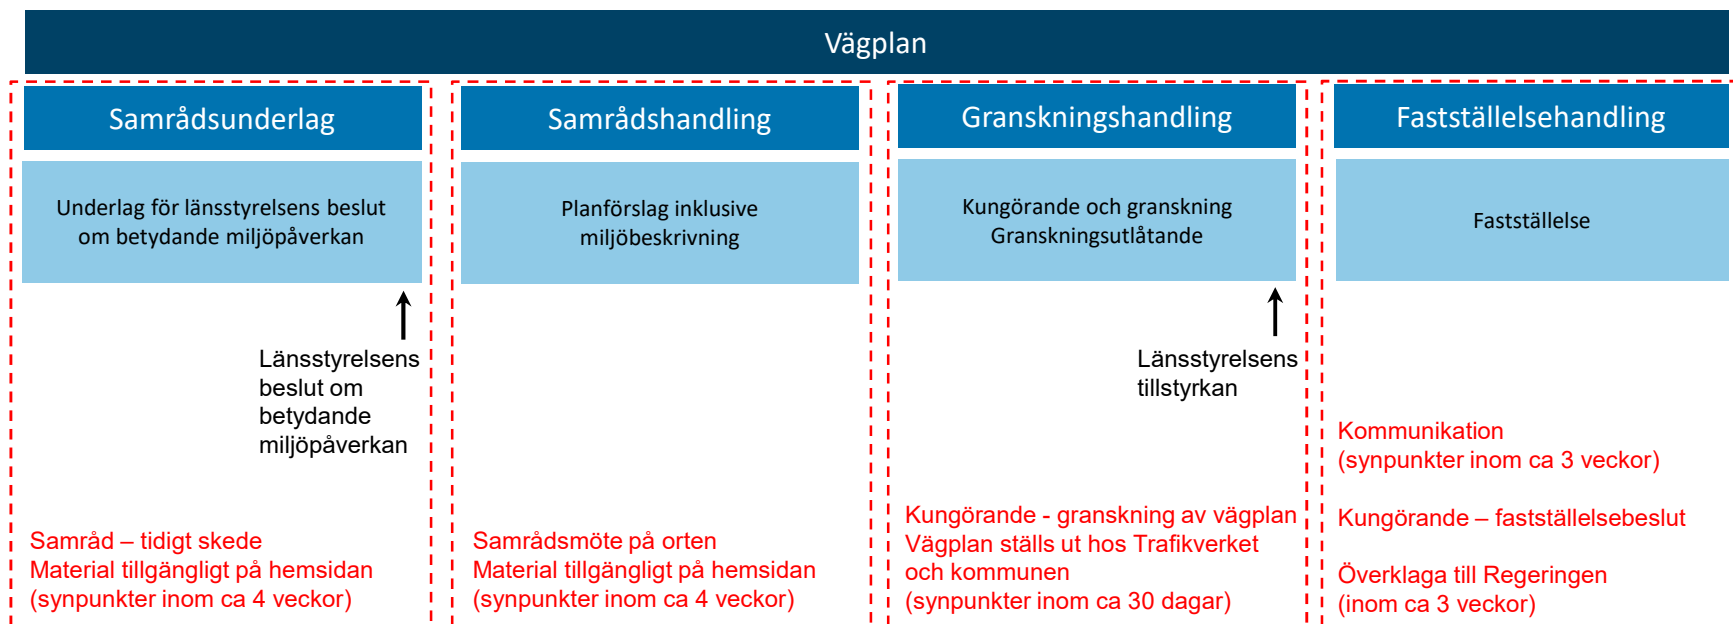 Vägplan
Samrådsunderlag
Underlag för länsstyrelsens beslut
om betydande miljöpåverkan
Länsstyrelsens
beslut om
betydande
miljöpåverkan
Samråd – tidigt skede
Material tillgängligt på hemsidan
(synpunkter inom ca 4 veckor)
Samrådshandling
Planförslag inklusive
miljöbeskrivning
Samrådsmöte på orten
Material tillgängligt på hemsidan
(synpunkter inom ca 4 veckor)
Granskningshandling
Kungörande och granskning
Granskningsutlåtande
Länsstyrelsens
tillstyrkan
Kungörande - granskning av vägplan
Vägplan ställs ut hos Trafikverket
och kommunen
(synpunkter inom ca 30 dagar)
Fastställelsehandling
Fastställelse
Kommunikation
(synpunkter inom ca 3 veckor)
Kungörande – fastställelsebeslut
Överklaga till Regeringen
(inom ca 3 veckor)